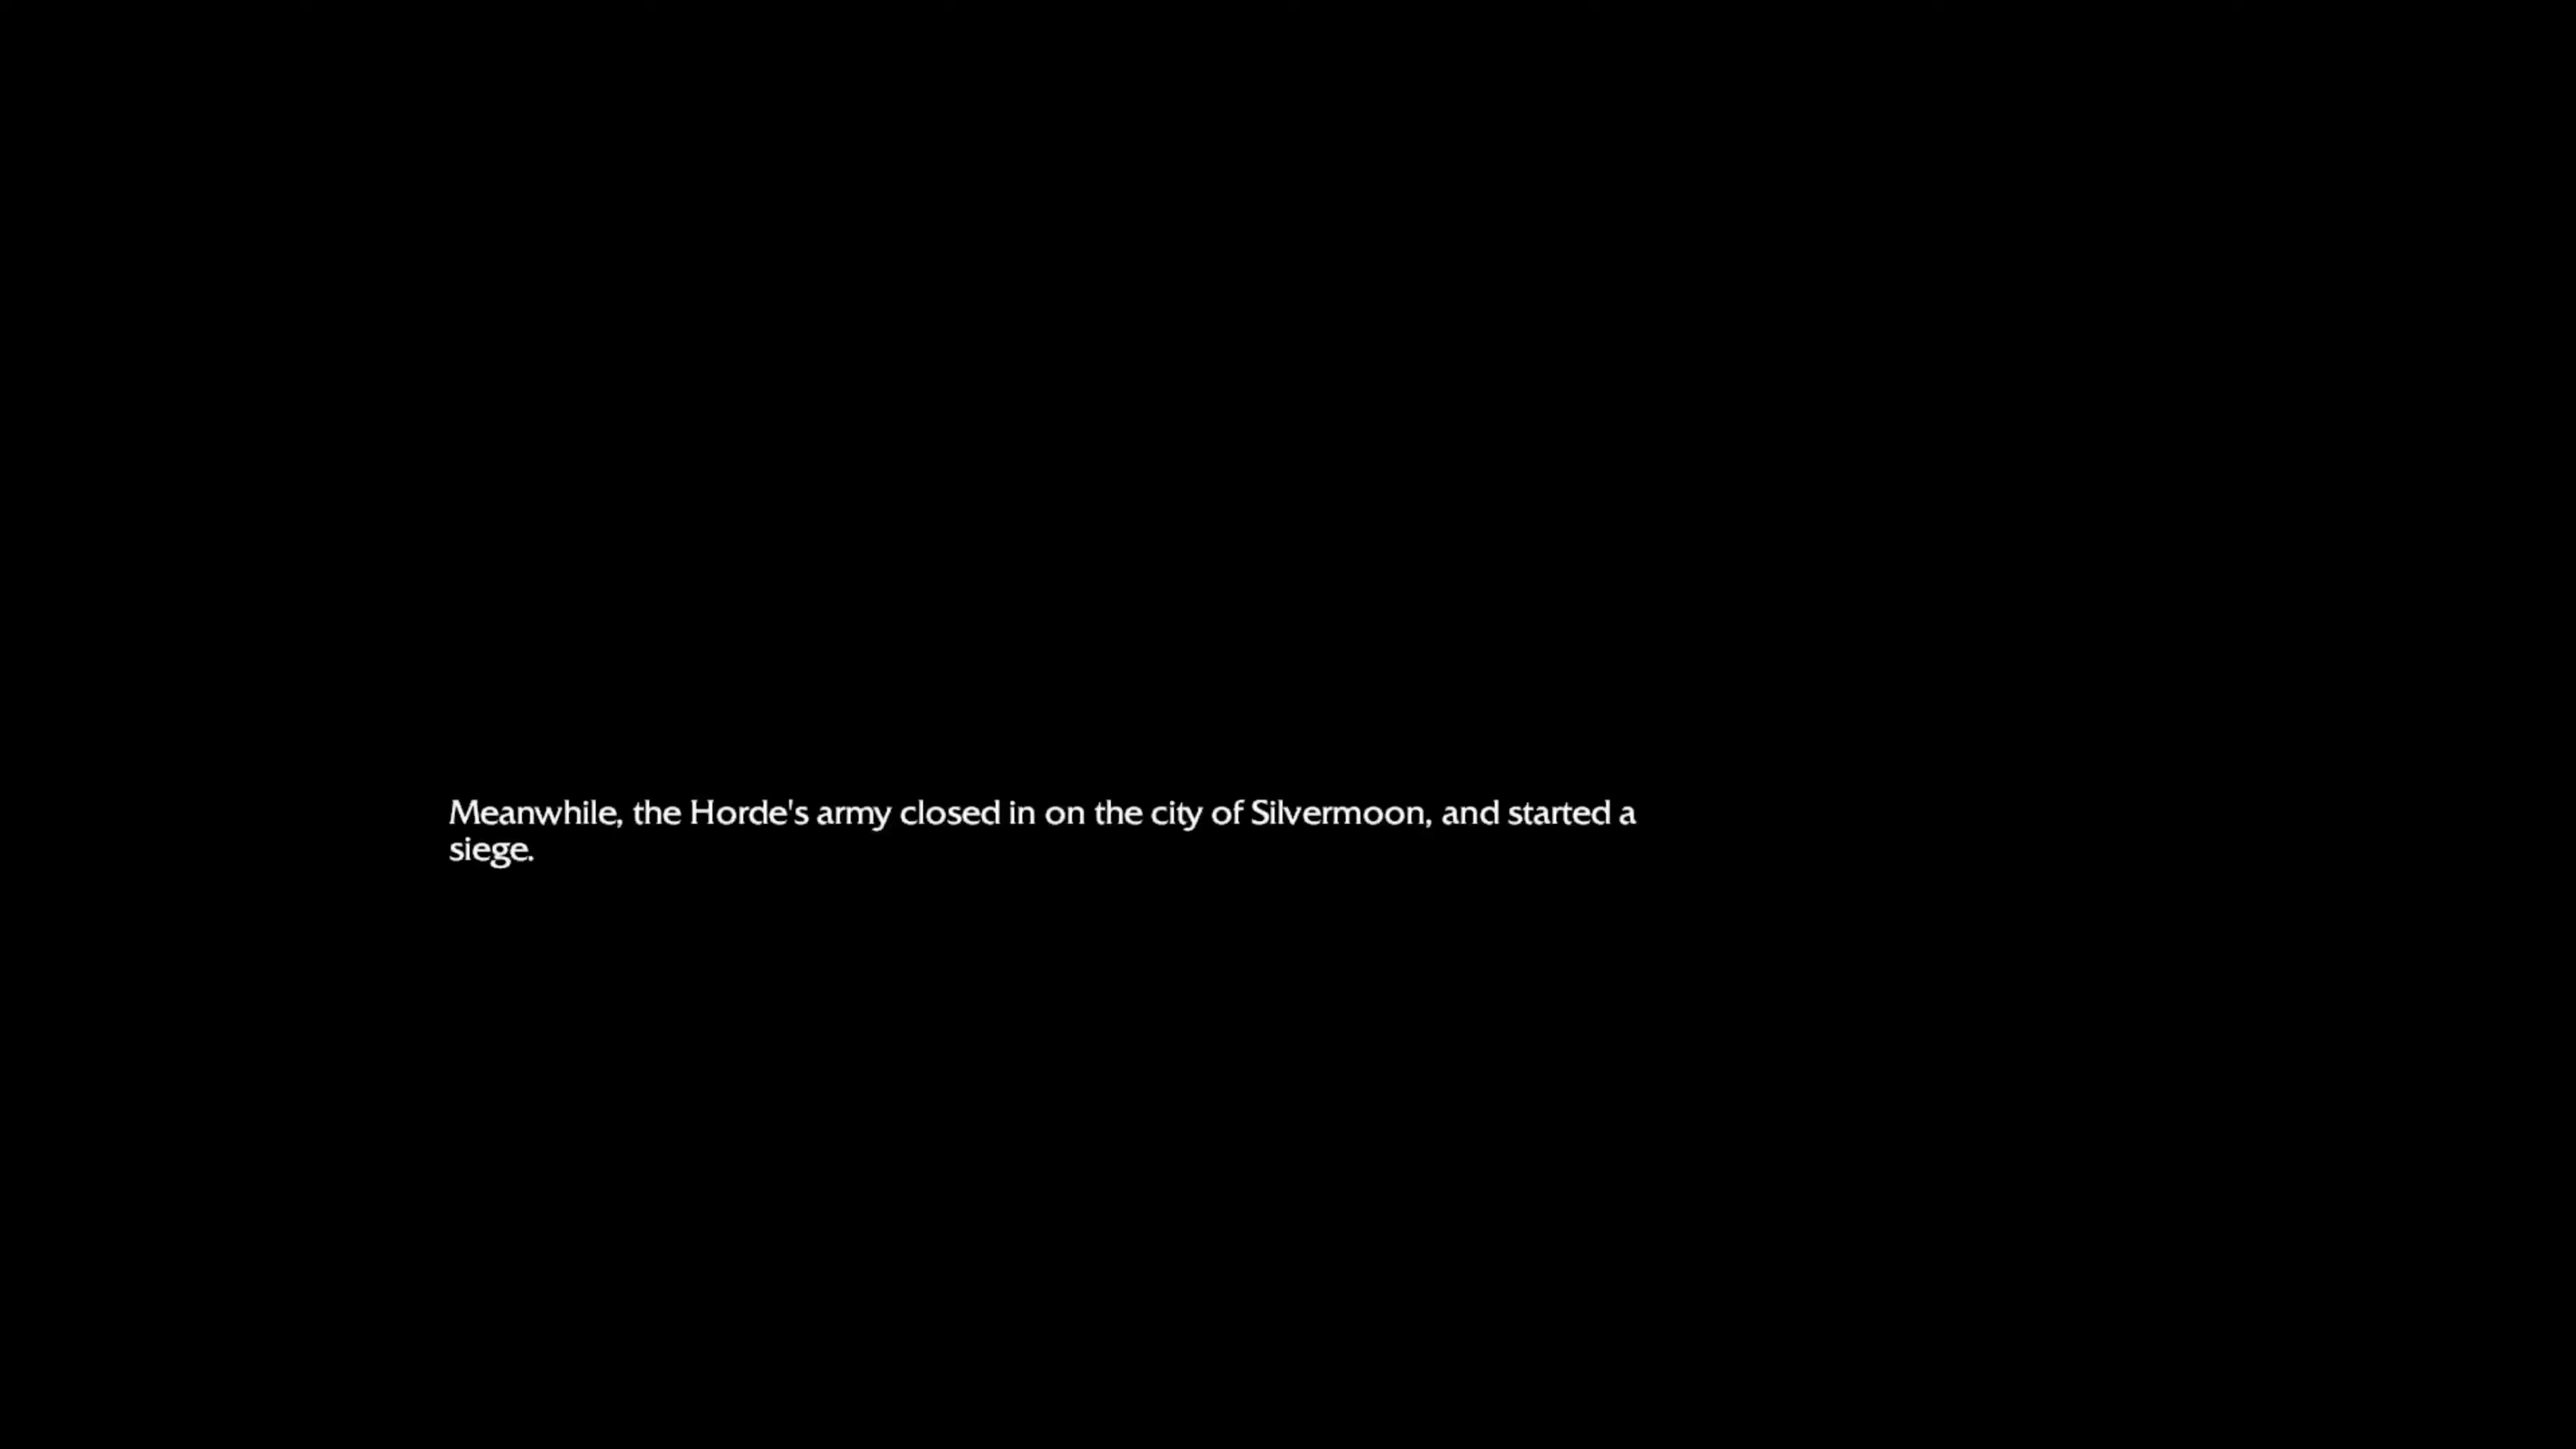 Meanwhile, the Horde's army closed in on the city of Silvermoon, and started a
siege.